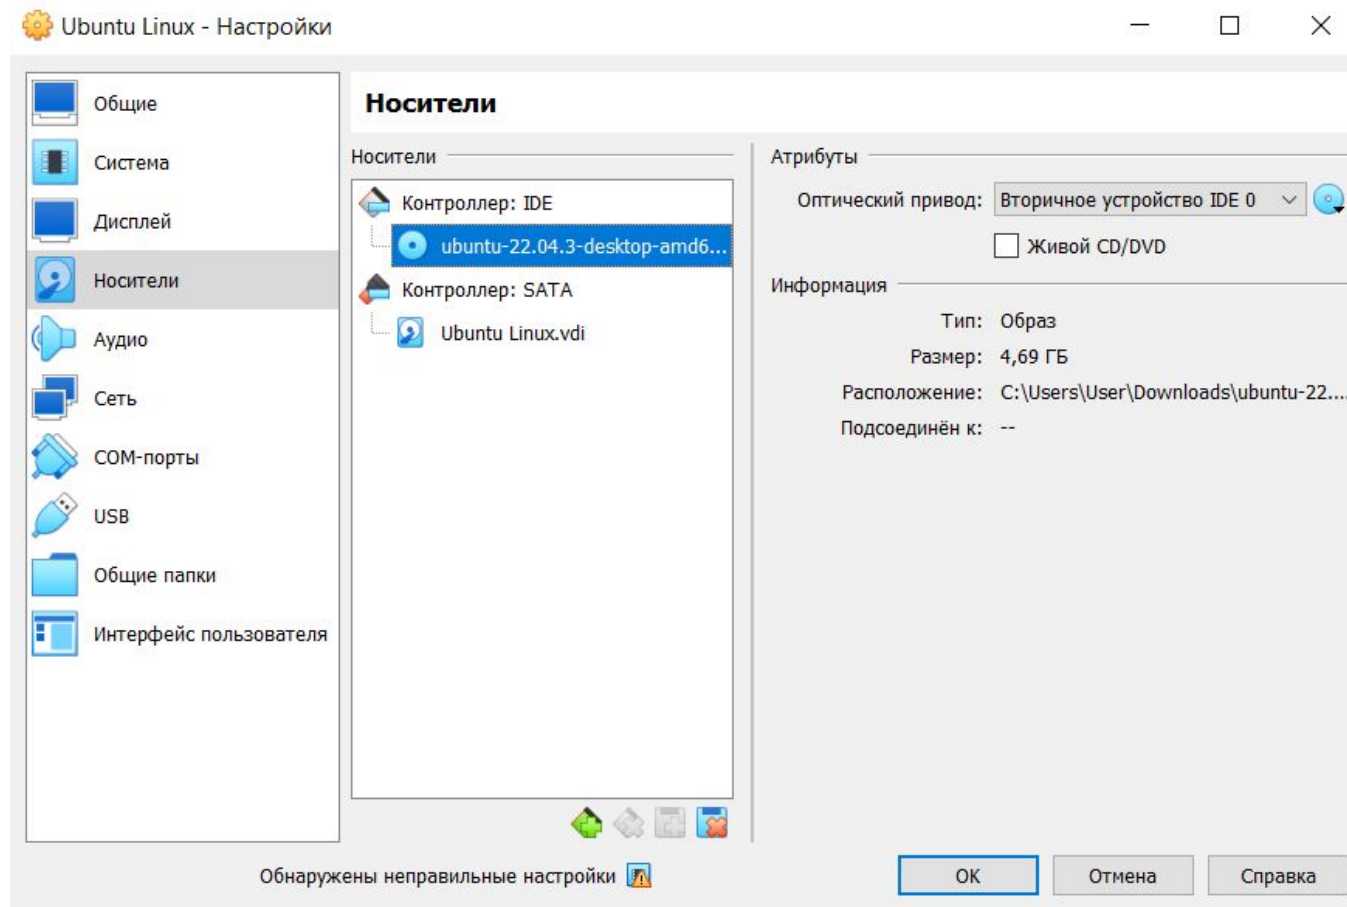 Ubuntu Linux - Настройки
Общие
Система
Дисплей
Носители
Аудио
Сеть
COM-порты
USB
Общие папки
Интерфейс пользователя
Носители
Носители
Контроллер: IDE
ubuntu-22.04.3-desktop-amd6...
Контроллер: SATA
Ubuntu Linux.vdi
Атрибуты
Оптический привод: Вторичное устройство IDE 0
Живой CD/DVD
Информация
Тип: Образ
Размер: 4,69 ГБ
Расположение: C:\Users\User\Downloads\ubuntu-22....
Подсоединён к: --
Обнаружены неправильные настройки
OK
Отмена
Справка